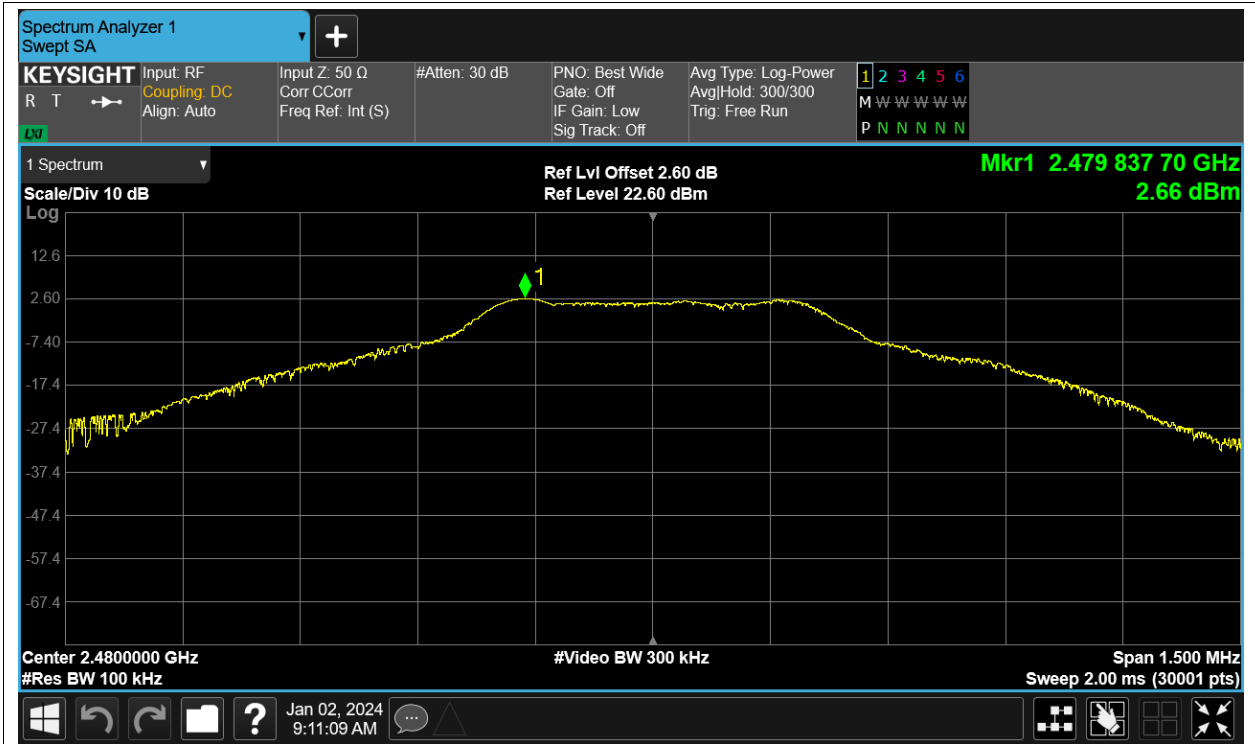 Spectrum Analyzer 1
Swept SA
KEYSIGHT
R T
LXI
Input: RF
Coupling: DC
Align: Auto
Input Z: 50 Ω
Corr CCorr
Freq Ref: Int (S)
#Atten: 30 dB
PNO: Best Wide
Gate: Off
IF Gain: Low
Sig Track: Off
Avg Type: Log-Power
Avg|Hold: 300/300
Trig: Free Run
1 2 3 4 5 6
M W W W W W
P N N N N N
1 Spectrum
Scale/Div 10 dB
Log
Ref Lvl Offset 2.60 dB
Ref Level 22.60 dBm
Mkr1 2.479 837 70 GHz
2.66 dBm
1
12.6
2.60
-7.40
-17.4
-27.4
-37.4
-47.4
-57.4
-67.4
Center 2.4800000 GHz
#Video BW 300 kHz
Span 1.500 MHz
#Res BW 100 kHz
Sweep 2.00 ms (30001 pts)
?
Jan 02, 2024
9:11:09 AM